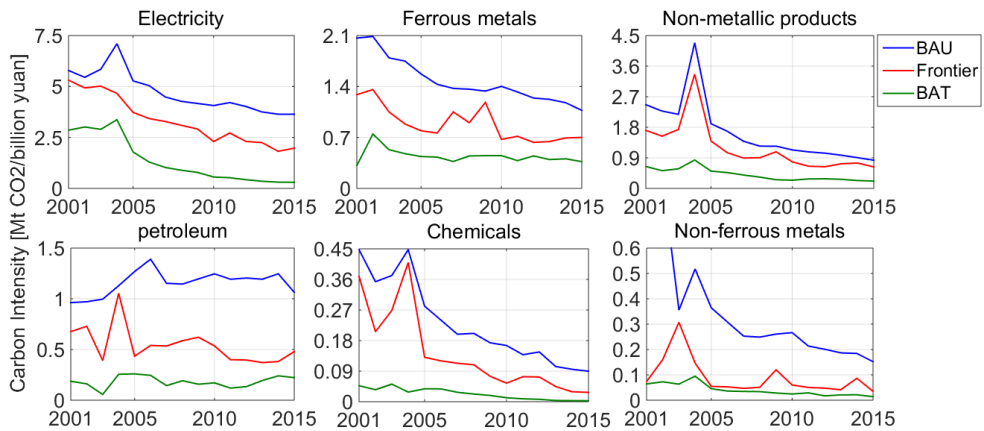 Electricity
Ferrous metals
Non-metallic products
Carbon Intensity [Mt CO2/billion yuan]
7.5
5
2.5
0
2001 2005 2010 2015
2.1
1.4
0.7
0
2001 2005 2010 2015
4.5
3.6
2.7
1.8
0.9
0
2001 2005 2010 2015
BAU
Frontier
BAT
petroleum
Chemicals
Non-ferrous metals
1.5
1
0.5
0
2001 2005 2010 2015
0.45
0.36
0.27
0.18
0.09
0
2001 2005 2010 2015
0.6
0.5
0.4
0.3
0.2
0.1
0
2001 2005 2010 2015